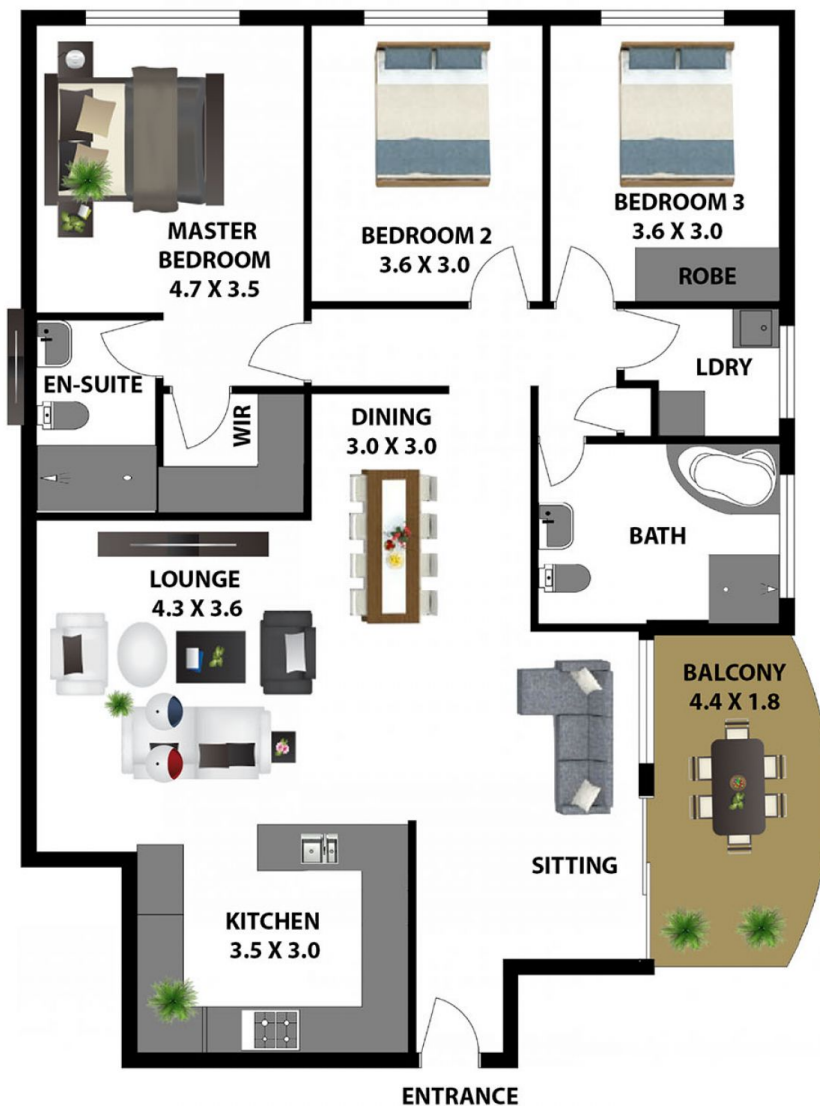 MASTER
BEDROOM
4.7 X 3.5
BEDROOM 2
3.6 X 3.0
BEDROOM 3
3.6 X 3.0
ROBE
EN-SUITE
WIR
LDRY
DINING
3.0 X 3.0
BATH
LOUNGE
4.3 X 3.6
BALCONY
4.4 X 1.8
SITTING
KITCHEN
3.5 X 3.0
ENTRANCE